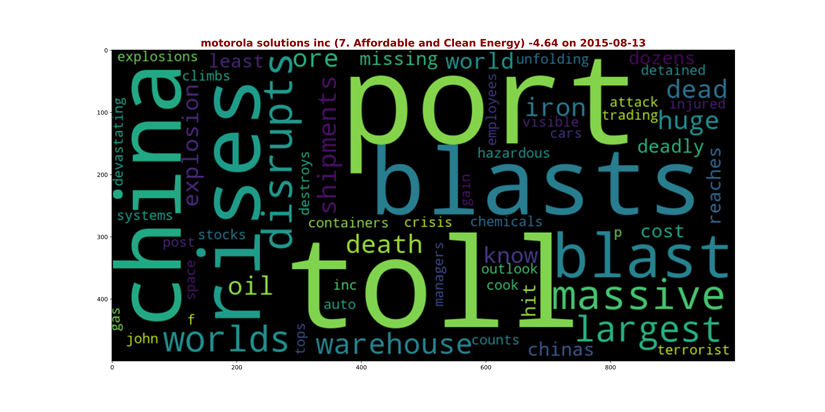 motorola solutions inc (7. Affordable and Clean Energy) -4.64 on 2015-08-13
0
100
200
300
400
0
200
400
600
800
explosions
least
ore
missing
world
unfolding
dozens
climbs
detained
china
rises
disrupts
port
dead
devastating
explosion
shipments
employees
iron
attack
injured
trading
visible
cars
huge
hazardous
deadly
destroys
blasts
gain
reaches
systems
containers
crisis
chemicals
post
stocks
p
cost
death
know
blast
space
toll
managers
outlook
oil
inc
cook
hit
massive
auto
gas
f
john
worlds
tops
warehouse
counts
chinas
largest
terrorist